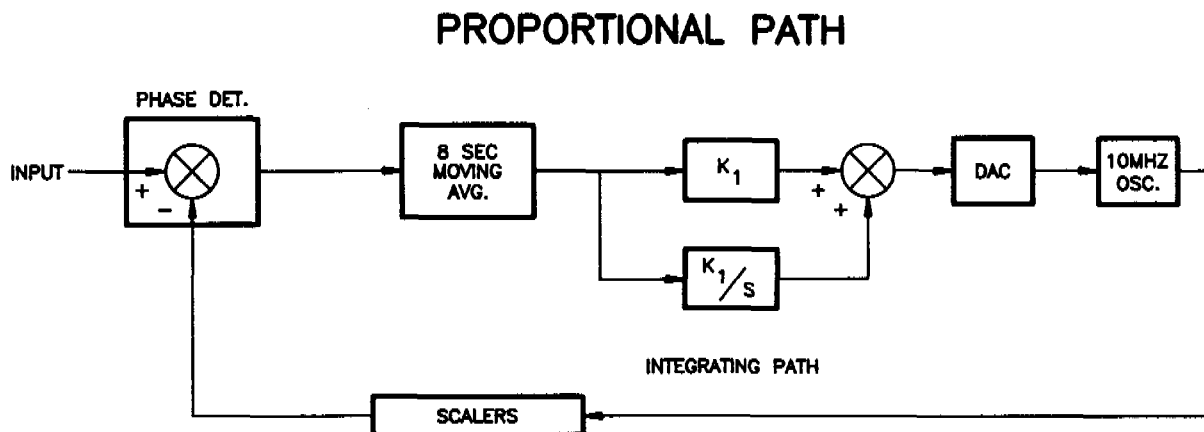 PROPORTIONAL PATH
PHASE DET.
INPUT
+
-
8 SEC
MOVING
AVG.
K1
+
+
DAC
10MHZ
OSC.
K1/S
INTEGRATING PATH
SCALERS